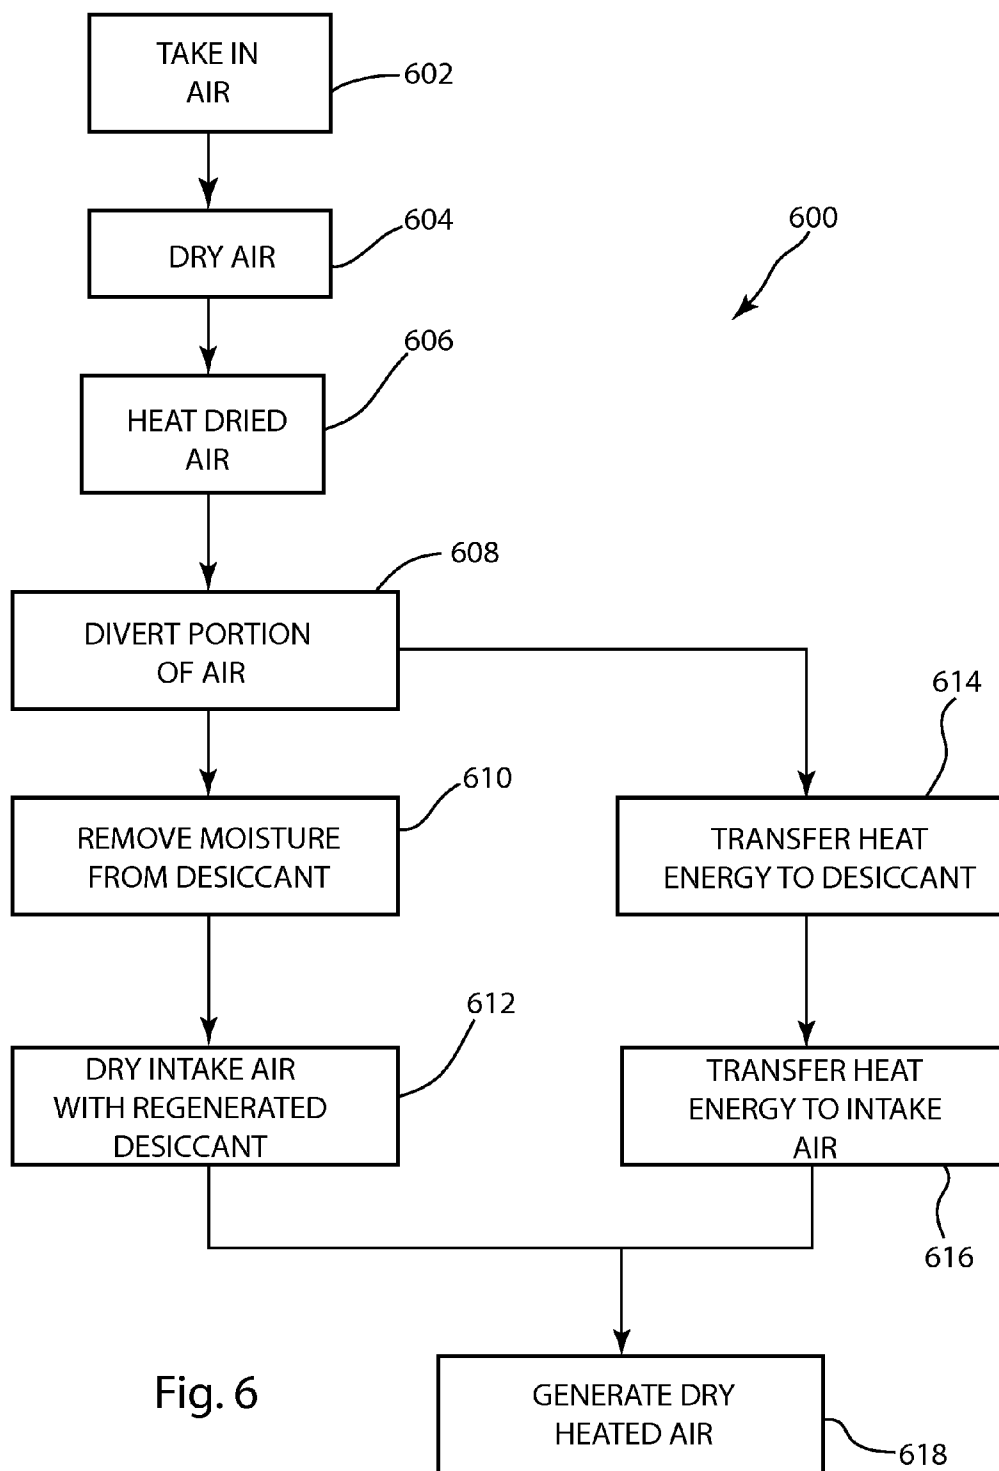 TAKE IN
AIR
602
DRY AIR
604
600
HEAT DRIED
AIR
606
DIVERT PORTION
OF AIR
608
REMOVE MOISTURE
FROM DESICCANT
610
TRANSFER HEAT
ENERGY TO DESICCANT
614
DRY INTAKE AIR
WITH REGENERATED
DESICCANT
612
TRANSFER HEAT
ENERGY TO INTAKE
AIR
616
GENERATE DRY
HEATED AIR
618
Fig. 6